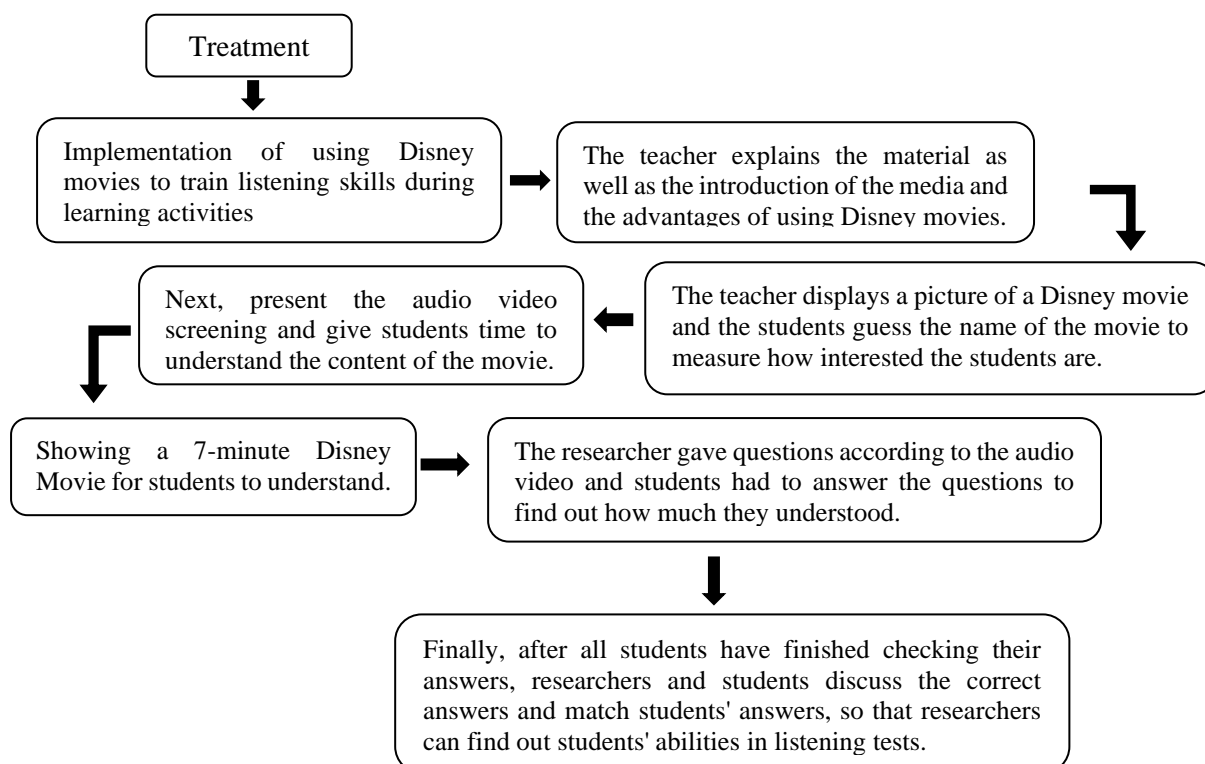 Treatment
Implementation of using Disney
movies to train listening skills during
learning activities
The teacher explains the material as
well as the introduction of the media and
the advantages of using Disney movies.
The teacher displays a picture of a Disney movie
and the students guess the name of the movie to
measure how interested the students are.
Next, present the audio video
screening and give students time to
understand the content of the movie.
Showing a 7-minute Disney
Movie for students to understand.
The researcher gave questions according to the audio
video and students had to answer the questions to
find out how much they understood.
Finally, after all students have finished checking their
answers, researchers and students discuss the correct
answers and match students' answers, so that researchers
can find out students' abilities in listening tests.